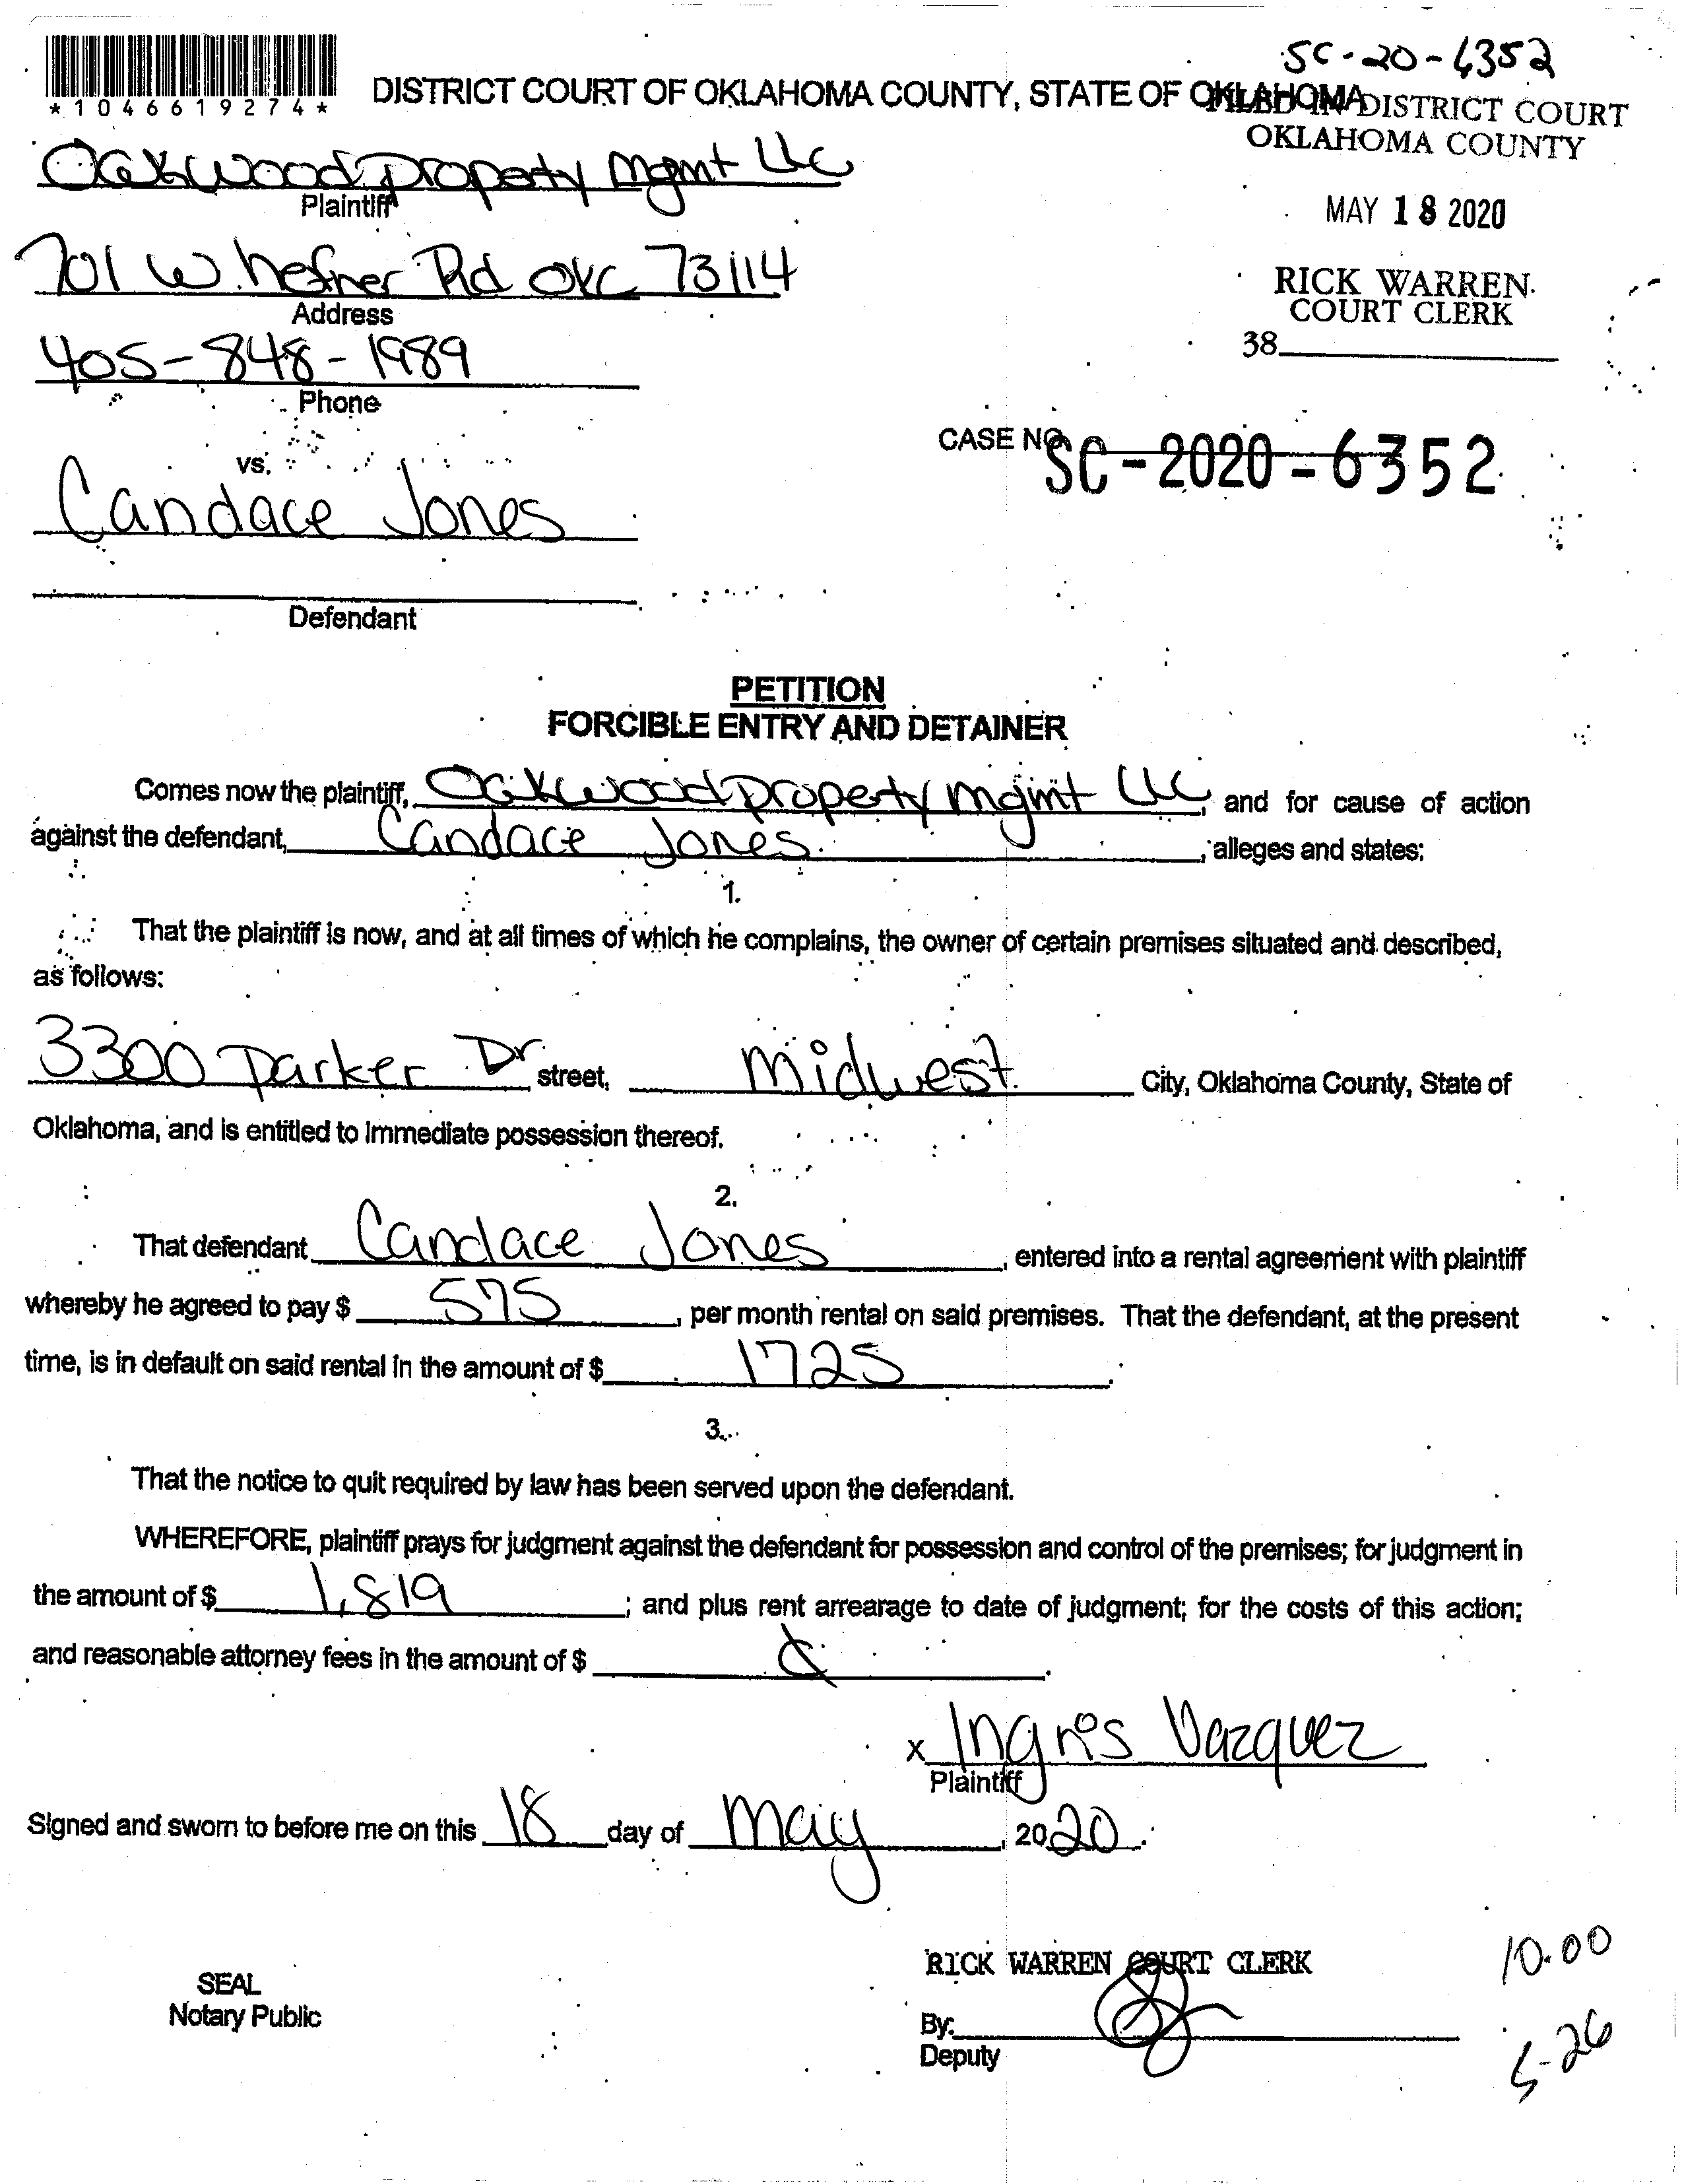 SC-20-6352
*1046619274*
DISTRICT COURT OF OKLAHOMA COUNTY, STATE OF OKLAHOMA
FILED IN DISTRICT COURT
OKLAHOMA COUNTY
Oakwood property mgmt LLC
Plaintiff
MAY 18 2020
701 W. hefner Rd OKC 73114
Address
RICK WARREN
COURT CLERK
38
405-848-1989
Phone
CASE NO. SC-2020-6352
vs.
Candace Jones
Defendant
PETITION
FORCIBLE ENTRY AND DETAINER
Comes now the plaintiff, Oakwood property mgmt LLC, and for cause of action
against the defendant, Candace Jones, alleges and states:
1.
That the plaintiff is now, and at all times of which he complains, the owner of certain premises situated and described,
as follows:
3300 Parker Dr street, Midwest City, Oklahoma County, State of
Oklahoma, and is entitled to immediate possession thereof.
2.
That defendant Candace Jones, entered into a rental agreement with plaintiff
whereby he agreed to pay $ 575, per month rental on said premises. That the defendant, at the present
time, is in default on said rental in the amount of $ 1725.
3.
That the notice to quit required by law has been served upon the defendant.
WHEREFORE, plaintiff prays for judgment against the defendant for possession and control of the premises; for judgment in
the amount of $ 1,819; and plus rent arrearage to date of judgment; for the costs of this action;
and reasonable attorney fees in the amount of $
x Ingris Vazquez
Plaintiff
Signed and sworn to before me on this 18 day of May, 2020.
RICK WARREN COURT CLERK
10.00
SEAL
Notary Public
By:
Deputy
5-26